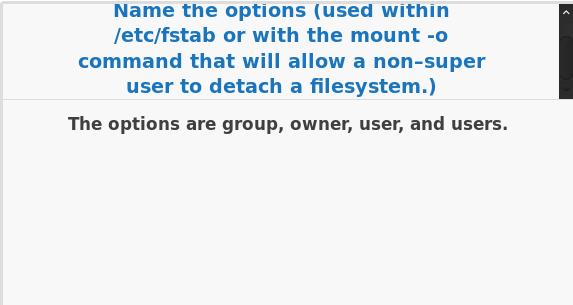 Name the options (used within
/etc/fstab or with the mount -o
command that will allow a non–super
user to detach a filesystem.)
The options are group, owner, user, and users.